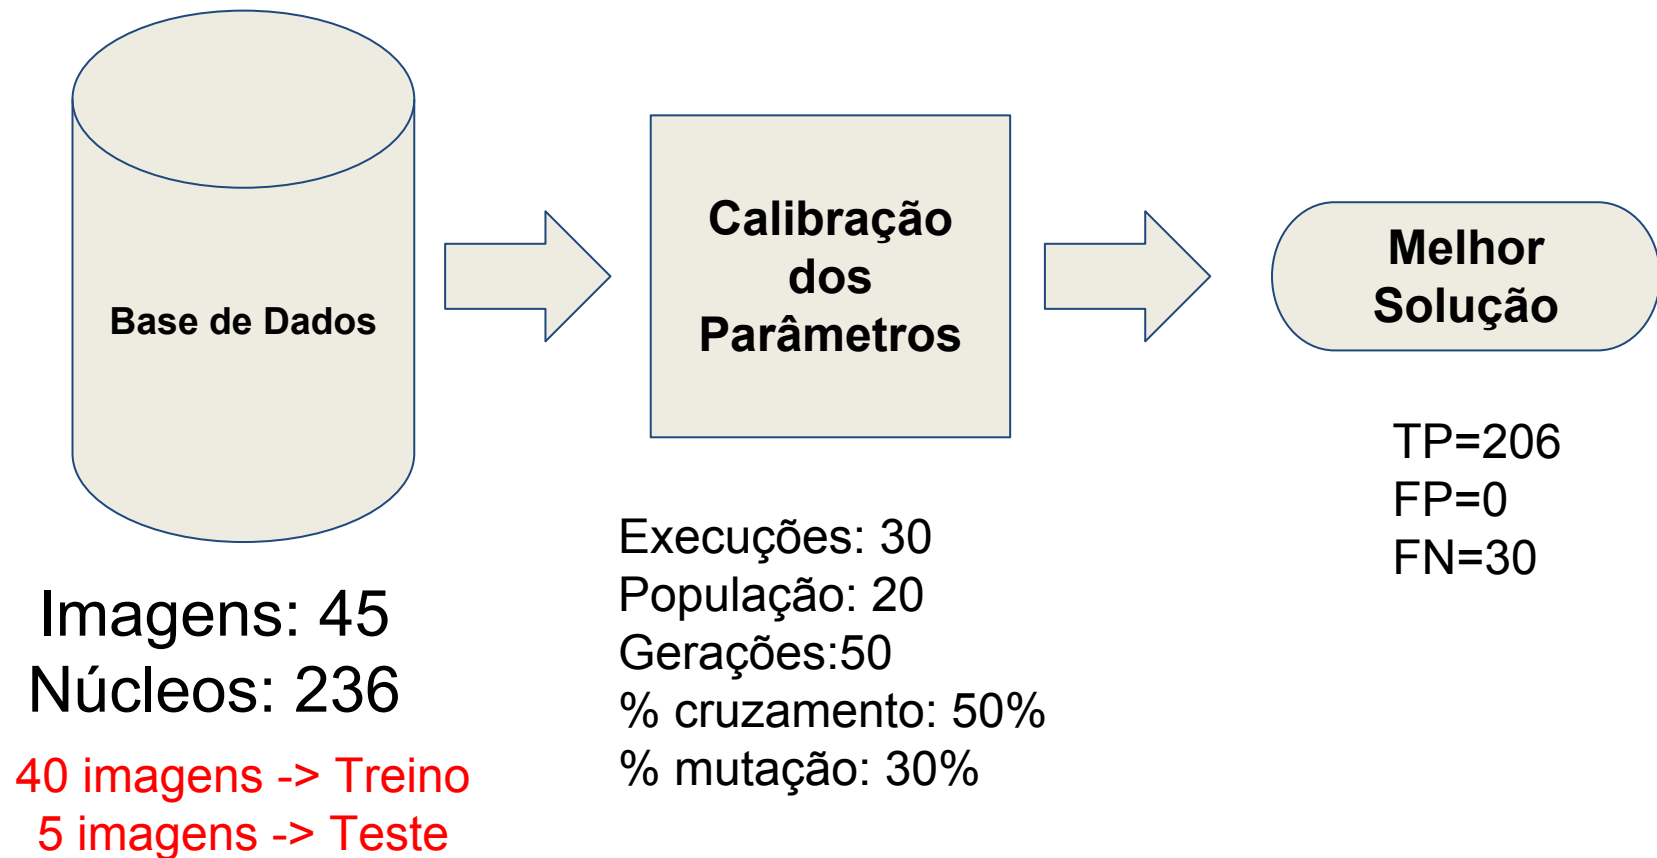 Base de Dados
Imagens: 45
Núcleos: 236
40 imagens -> Treino
5 imagens -> Teste
Calibração
dos
Parâmetros
Execuções: 30
População: 20
Gerações:50
% cruzamento: 50%
% mutação: 30%
Melhor
Solução
TP=206
FP=0
FN=30